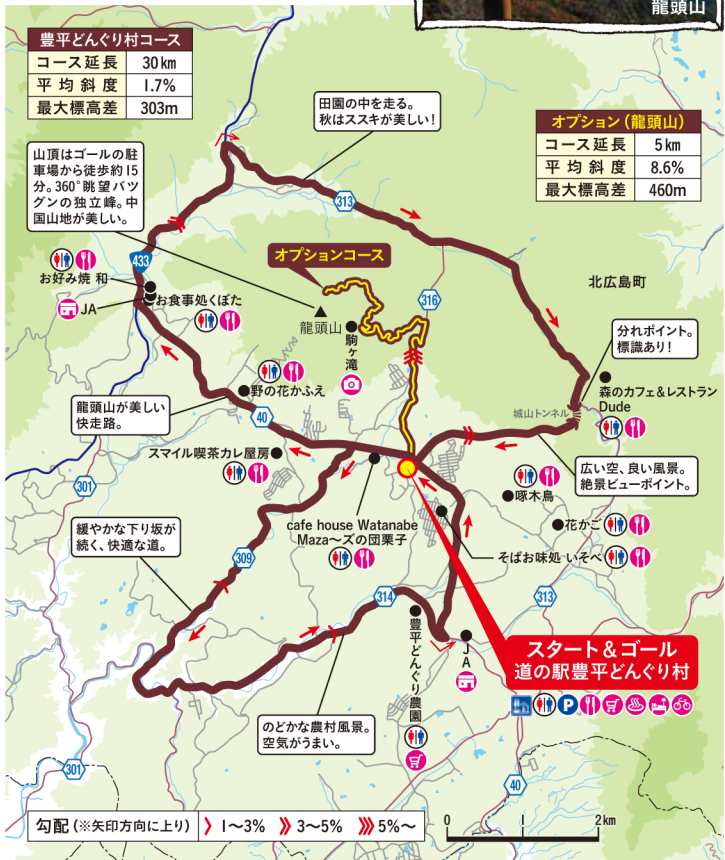 龍頭山
豊平どんぐり村コース
コース延長 30km
平均斜度 1.7%
最大標高差 303m
田園の中を走る。
秋はススキが美しい!
オプション(龍頭山)
コース延長 5km
平均斜度 8.6%
最大標高差 460m
山頂はゴールの駐
車場から徒歩約15
分。360°眺望バツ
グンの独立峰。中
国山地が美しい。
313
433
オプションコース
お好み焼 和
JA
お食事処くぼた
316
北広島町
龍頭山
駒ヶ滝
分れポイント。
標識あり!
野の花かふえ
森のカフェ&レストラン
Dude
城山トンネル
龍頭山が美しい
快走路。
40
スマイル喫茶カレ屋房
301
広い空、良い風景。
絶景ビューポイント。
啄木鳥
cafe house Watanabe
Maza〜ズの団栗子
花かご
そばお味処 いそべ
緩やかな下り坂が
続く、快適な道。
309
314
313
豊平どんぐり農園
JA
スタート&ゴール
道の駅豊平どんぐり村
P
のどかな農村風景。
空気がうまい。
301
40
勾配(※矢印方向に上り) 1〜3% 3〜5% 5%〜
0 2km